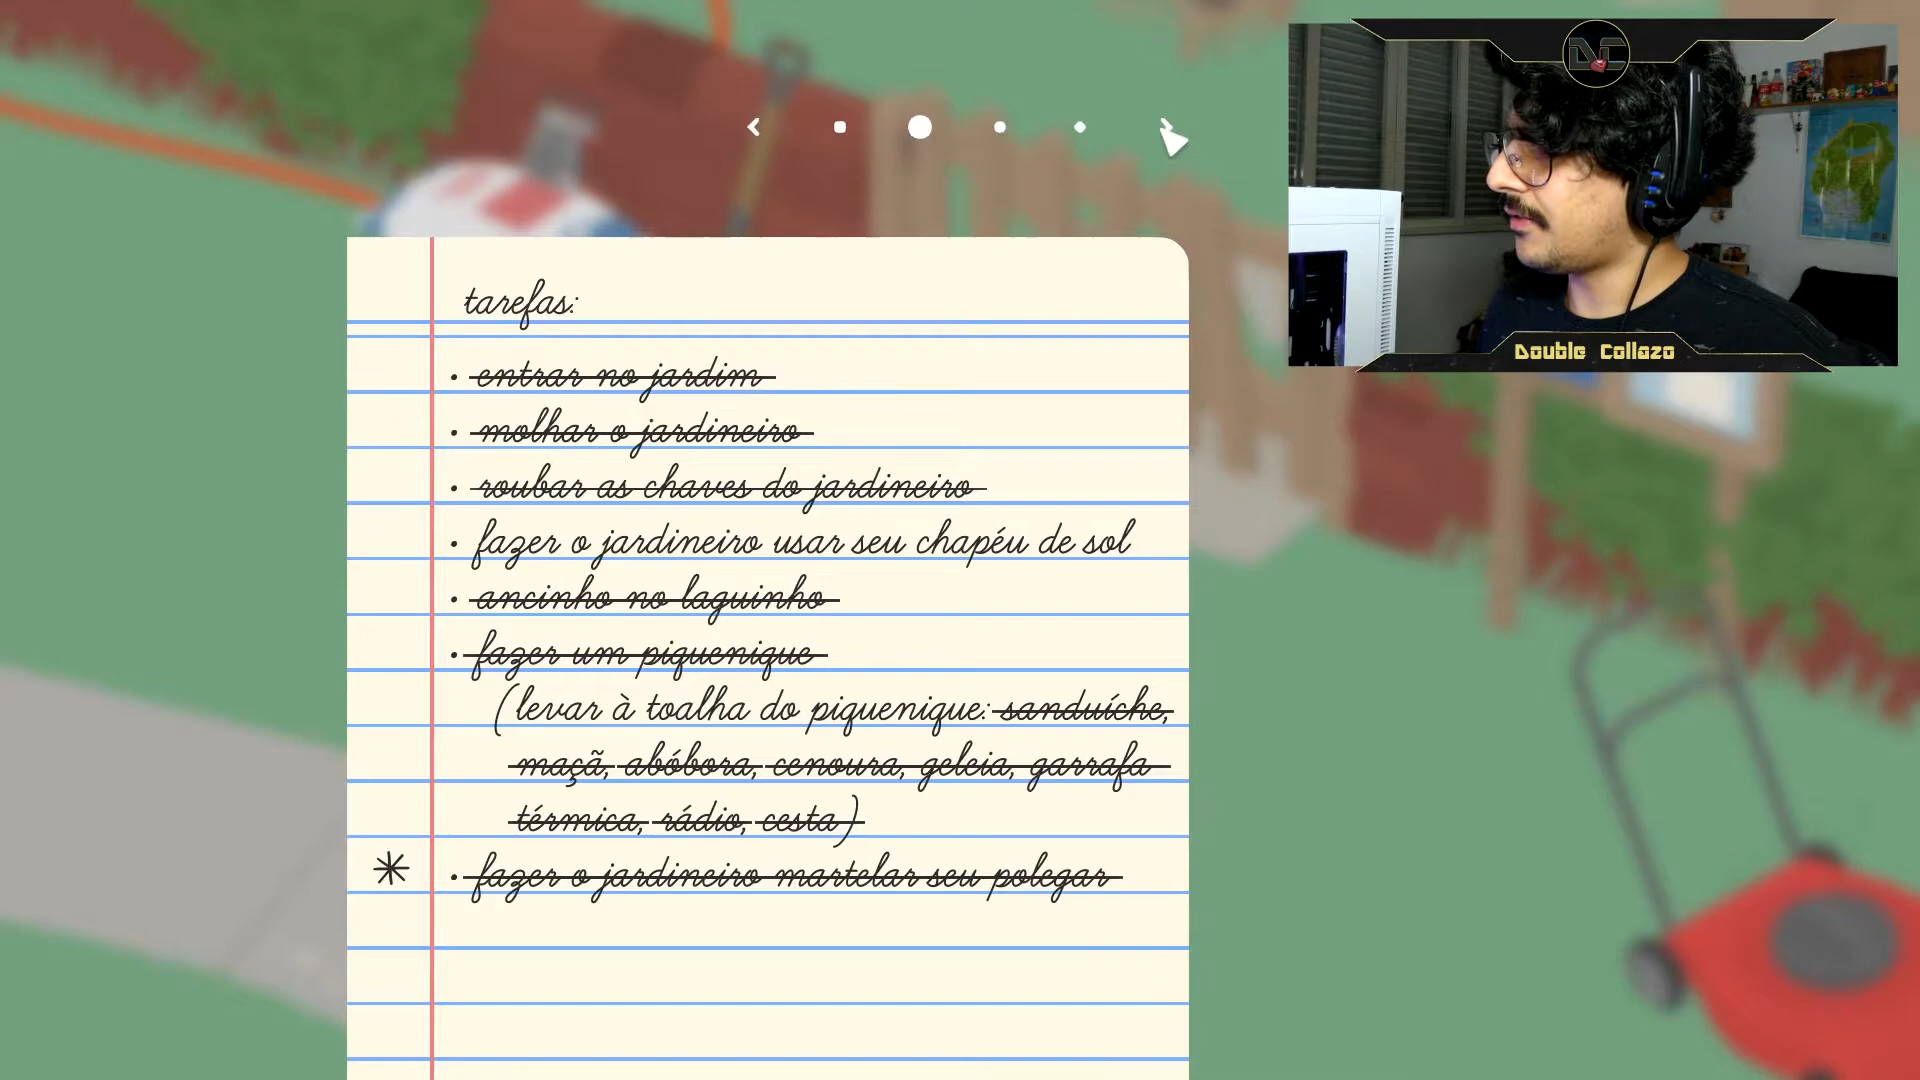 tarefas:
• entrar no jardim
• molhar o jardineiro
• roubar as chaves do jardineiro
• fazer o jardineiro usar seu chapéu de sol
• ancinho no laguinho
• fazer um piquenique
(levar à toalha do piquenique: sanduíche,
maçã, abóbora, cenoura, geleia, garrafa
térmica, rádio, cesta)
* • fazer o jardineiro martelar seu polegar
DC
Double Collazo